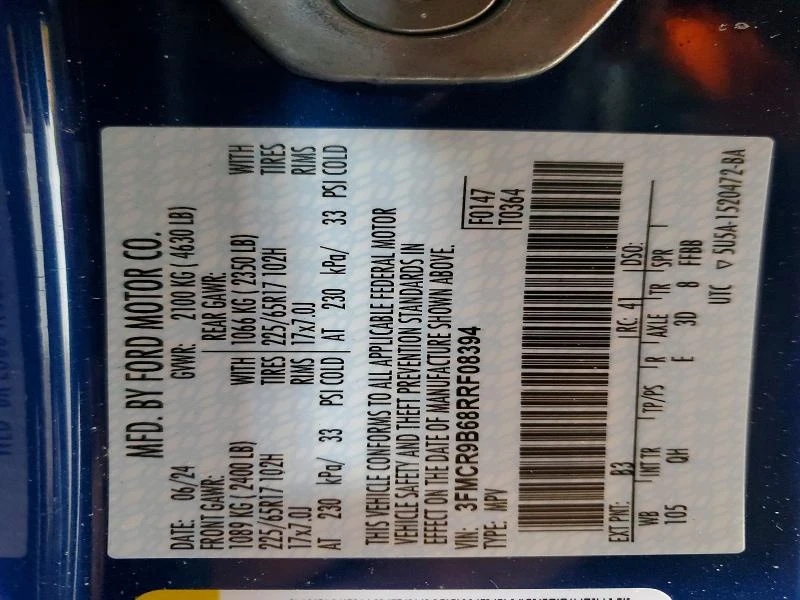 MFD. BY FORD MOTOR CO.
DATE: 06/24 GVWR: 2100 KG ( 4630 LB)
FRONT GAWR: REAR GAWR:
1089 KG ( 2400 LB) WITH 1066 KG ( 2350 LB) WITH
225/65R17 102H TIRES 225/65R17 102H TIRES
17x7.0J RIMS 17x7.0J RIMS
AT 230 kPa/ 33 PSI COLD AT 230 kPa/ 33 PSI COLD
THIS VEHICLE CONFORMS TO ALL APPLICABLE FEDERAL MOTOR
VEHICLE SAFETY AND THEFT PREVENTION STANDARDS IN
EFFECT ON THE DATE OF MANUFACTURE SHOWN ABOVE.
VIN: 3FMCR9B68RRF08394 F0147
TYPE: MPV T0364
EXT PNT: B3 RC: 41 DSO:
WB INT TR TP/PS R AXLE TR SPR
105 QH E 3D 8 FFBB
UTC ▽ 5U5A-1520472-BA